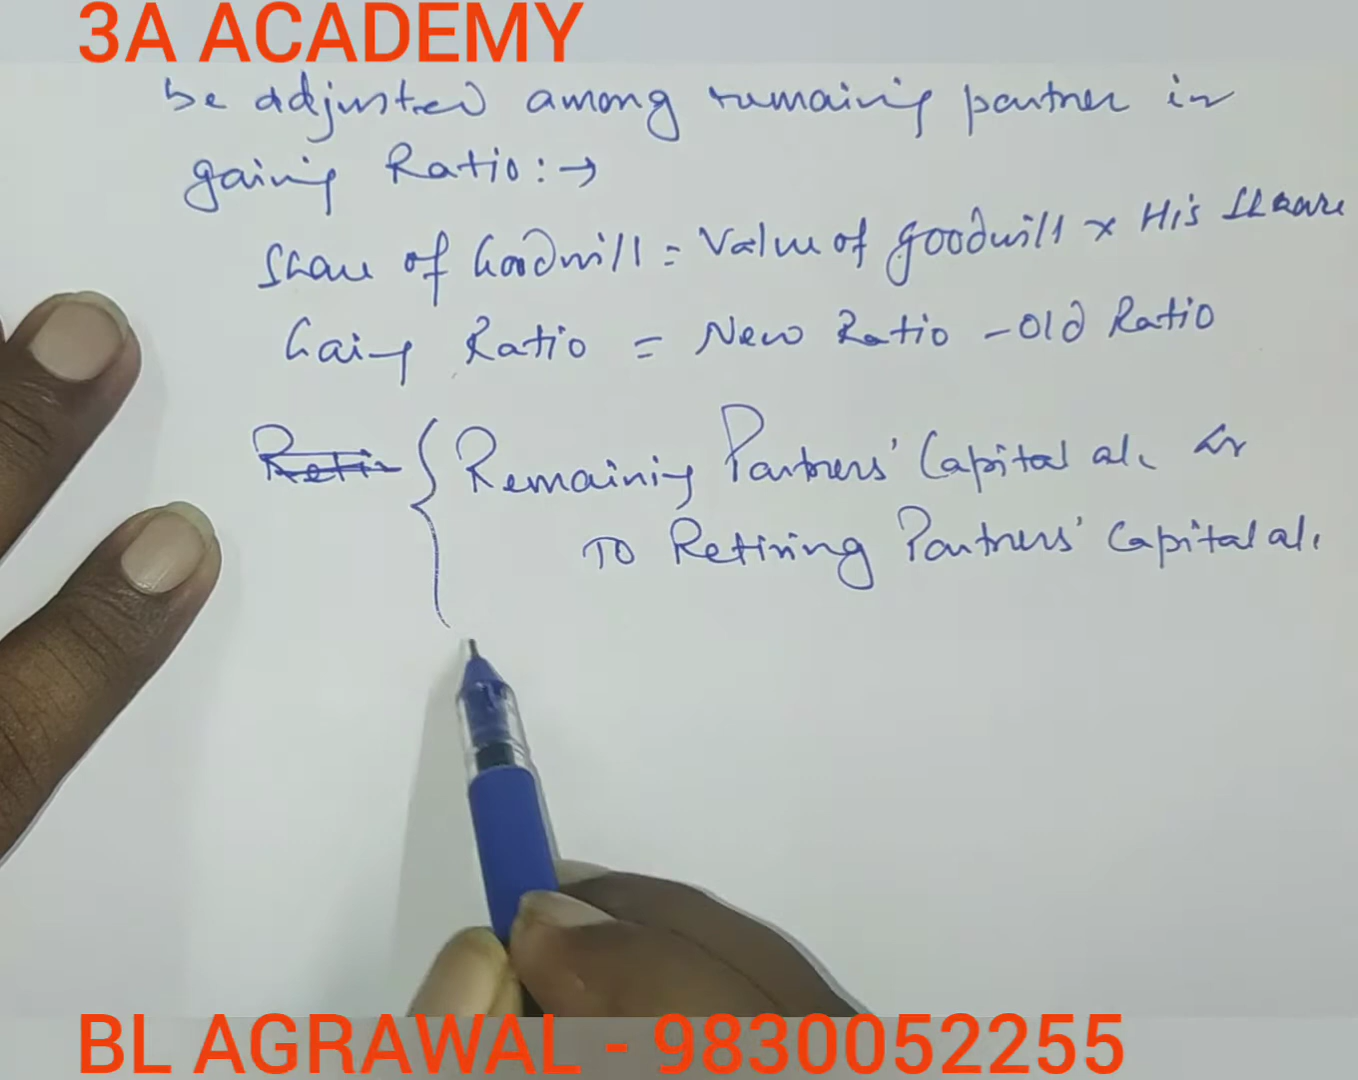 3A ACADEMY
be adjusted among remaining partner in
gaining Ratio:→
Share of Goodwill = Value of goodwill × His Share
Gaing Ratio = New Ratio - Old Ratio
Remaining Partners' Capital a/c Dr
To Retiring Partners' Capital a/c
BL AGRAWAL - 9830052255